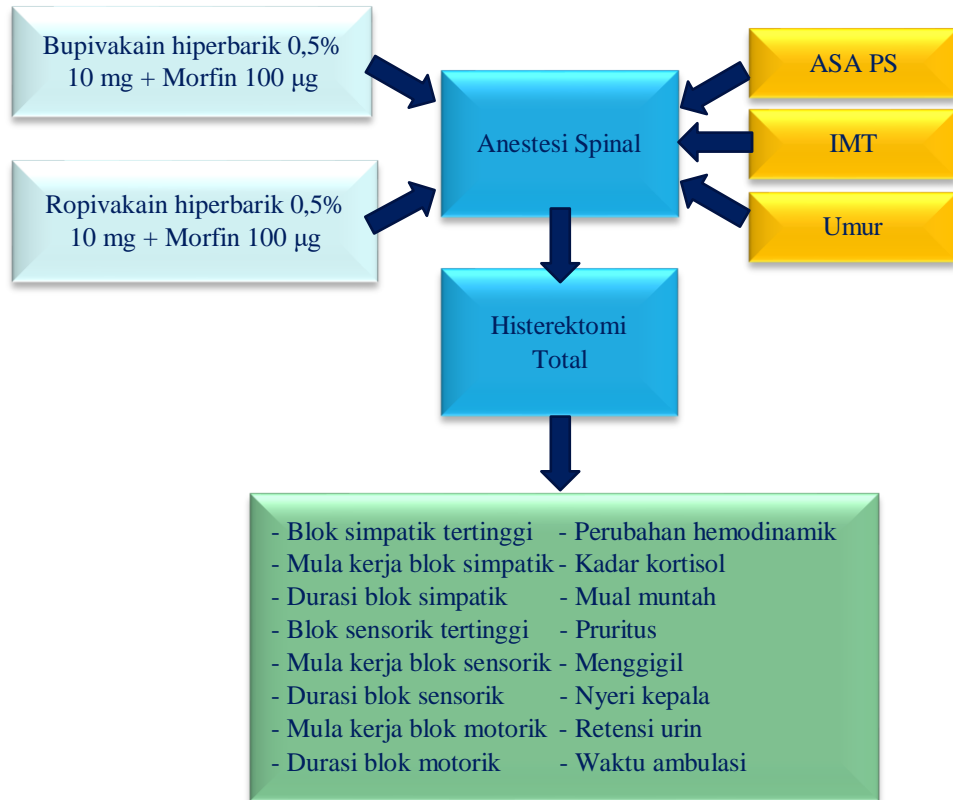 Bupivakain hiperbarik 0,5%
10 mg + Morfin 100 μg
Ropivakain hiperbarik 0,5%
10 mg + Morfin 100 μg
Anestesi Spinal
ASA PS
IMT
Umur
Histerektomi
Total
- Blok simpatik tertinggi
- Mula kerja blok simpatik
- Durasi blok simpatik
- Blok sensorik tertinggi
- Mula kerja blok sensorik
- Durasi blok sensorik
- Mula kerja blok motorik
- Durasi blok motorik
- Perubahan hemodinamik
- Kadar kortisol
- Mual muntah
- Pruritus
- Menggigil
- Nyeri kepala
- Retensi urin
- Waktu ambulasi